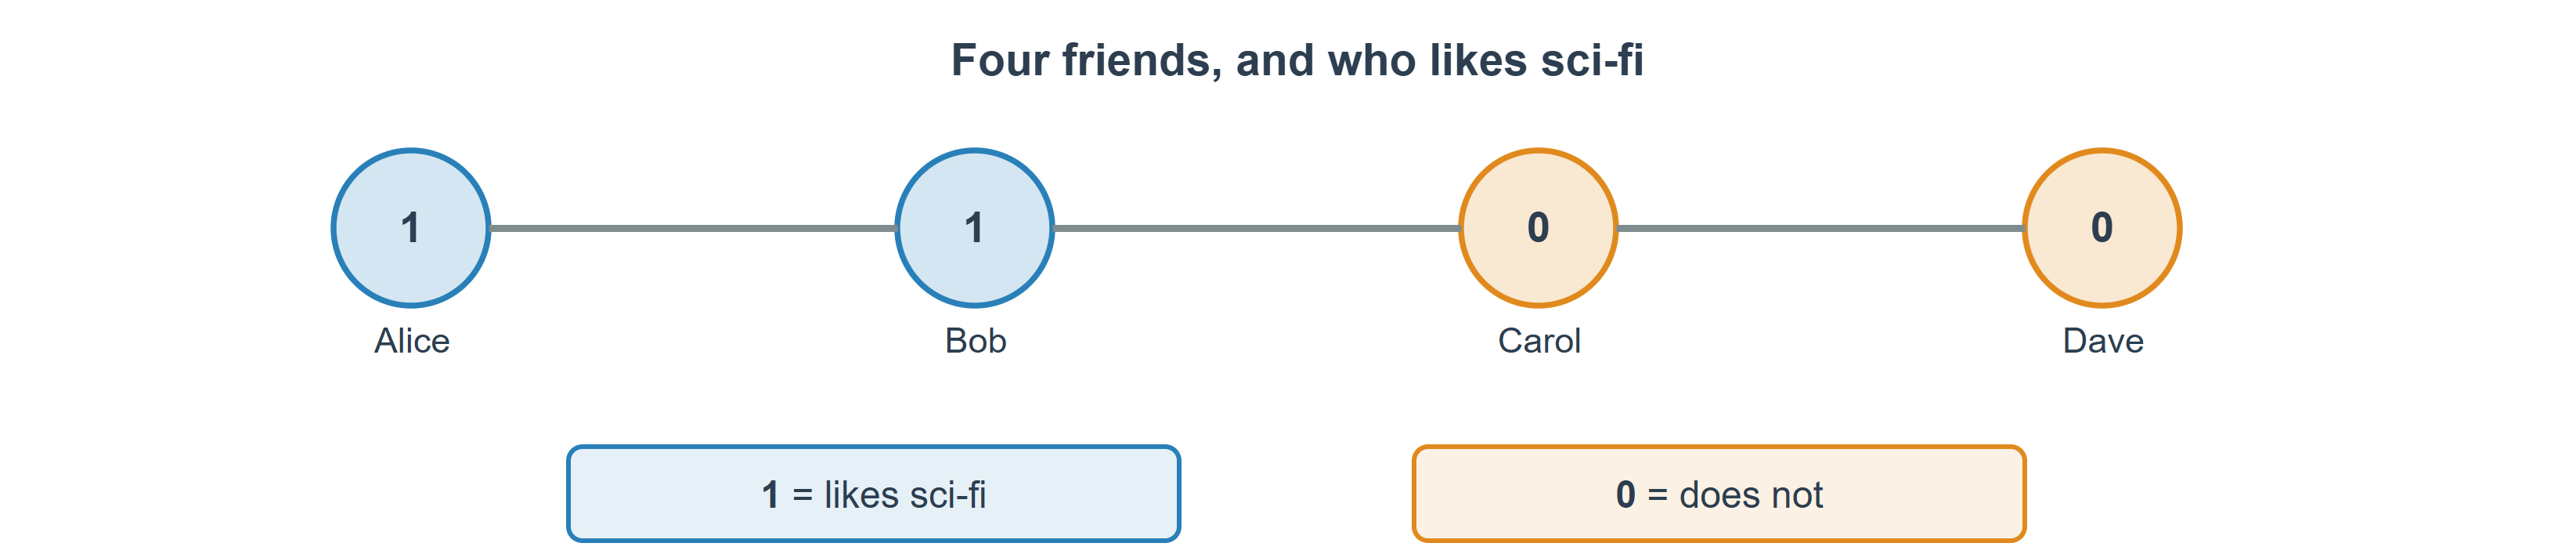 Four friends, and who likes sci-fi
1 1 0 0
Alice Bob Carol Dave
1 = likes sci-fi 0 = does not